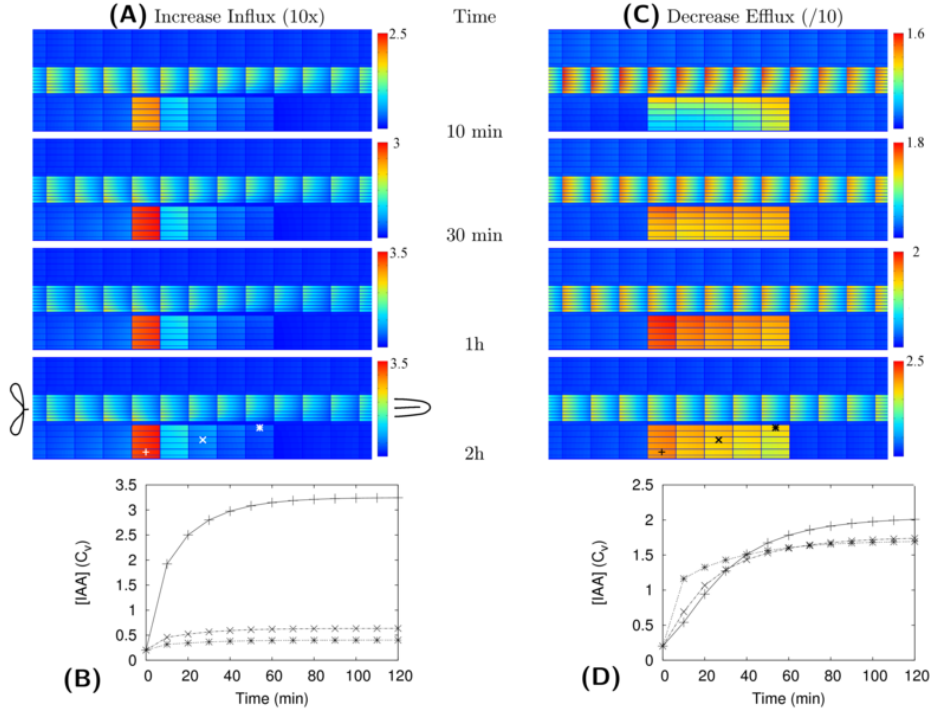 (A) Increase Influx (10x)
Time
(C) Decrease Efflux (/10)
2.5
1.6
10 min
3
1.8
30 min
3.5
2
1h
3.5
2.5
2h
3.5
3
2.5
2
1.5
1
0.5
0
[IAA] (Cv)
0 20 40 60 80 100 120
Time (min)
(B)
2.5
2
1.5
1
0.5
0
[IAA] (Cv)
0 20 40 60 80 100 120
Time (min)
(D)